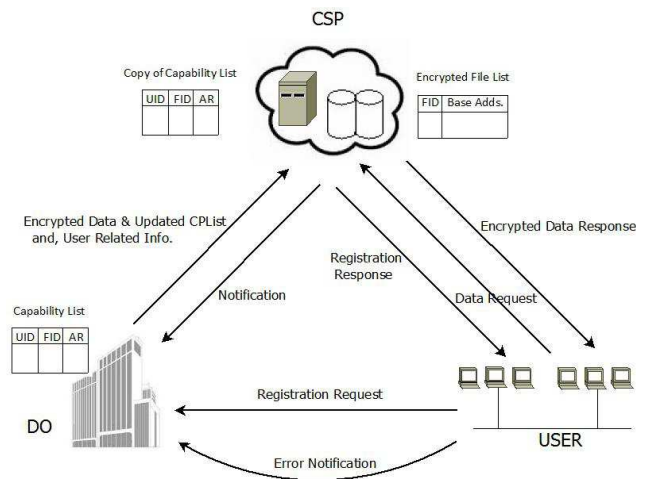 CSP
Copy of Capability List
UID FID AR
Encrypted File List
FID Base Adds.
Encrypted Data & Updated CPList
and, User Related Info.
Encrypted Data Response
Registration
Response
Notification
Data Request
Capability List
UID FID AR
Registration Request
DO
USER
Error Notification